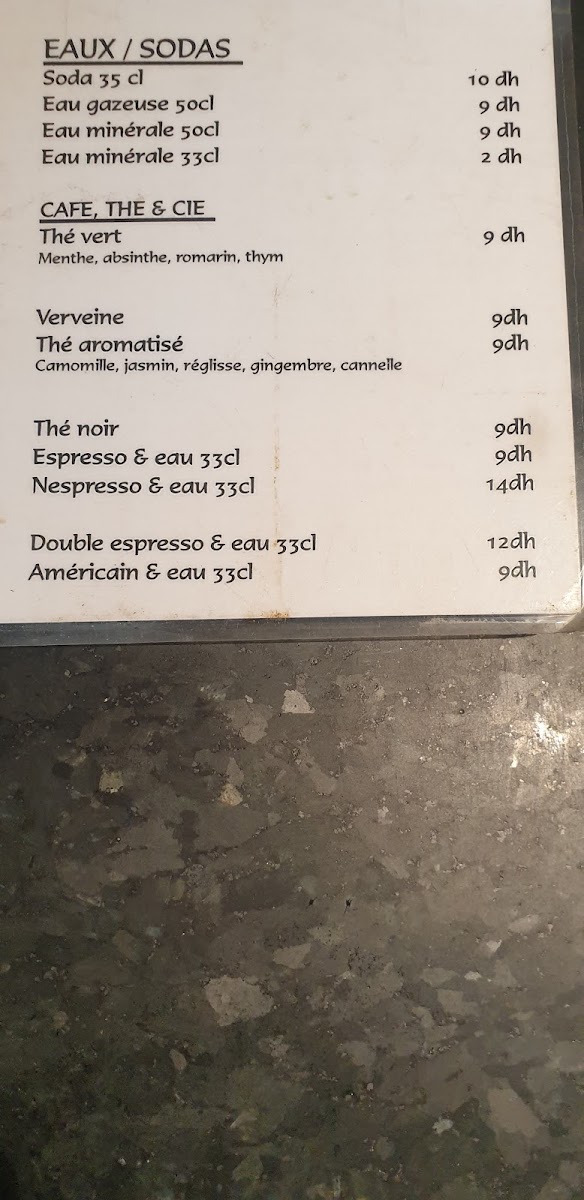 EAUX / SODAS
Soda 35 cl 10 dh
Eau gazeuse 50cl 9 dh
Eau minérale 50cl 9 dh
Eau minérale 33cl 2 dh
CAFE, THE & CIE
Thé vert 9 dh
Menthe, absinthe, romarin, thym
Verveine 9dh
Thé aromatisé 9dh
Camomille, jasmin, réglisse, gingembre, cannelle
Thé noir 9dh
Espresso & eau 33cl 9dh
Nespresso & eau 33cl 14dh
Double espresso & eau 33cl 12dh
Américain & eau 33cl 9dh